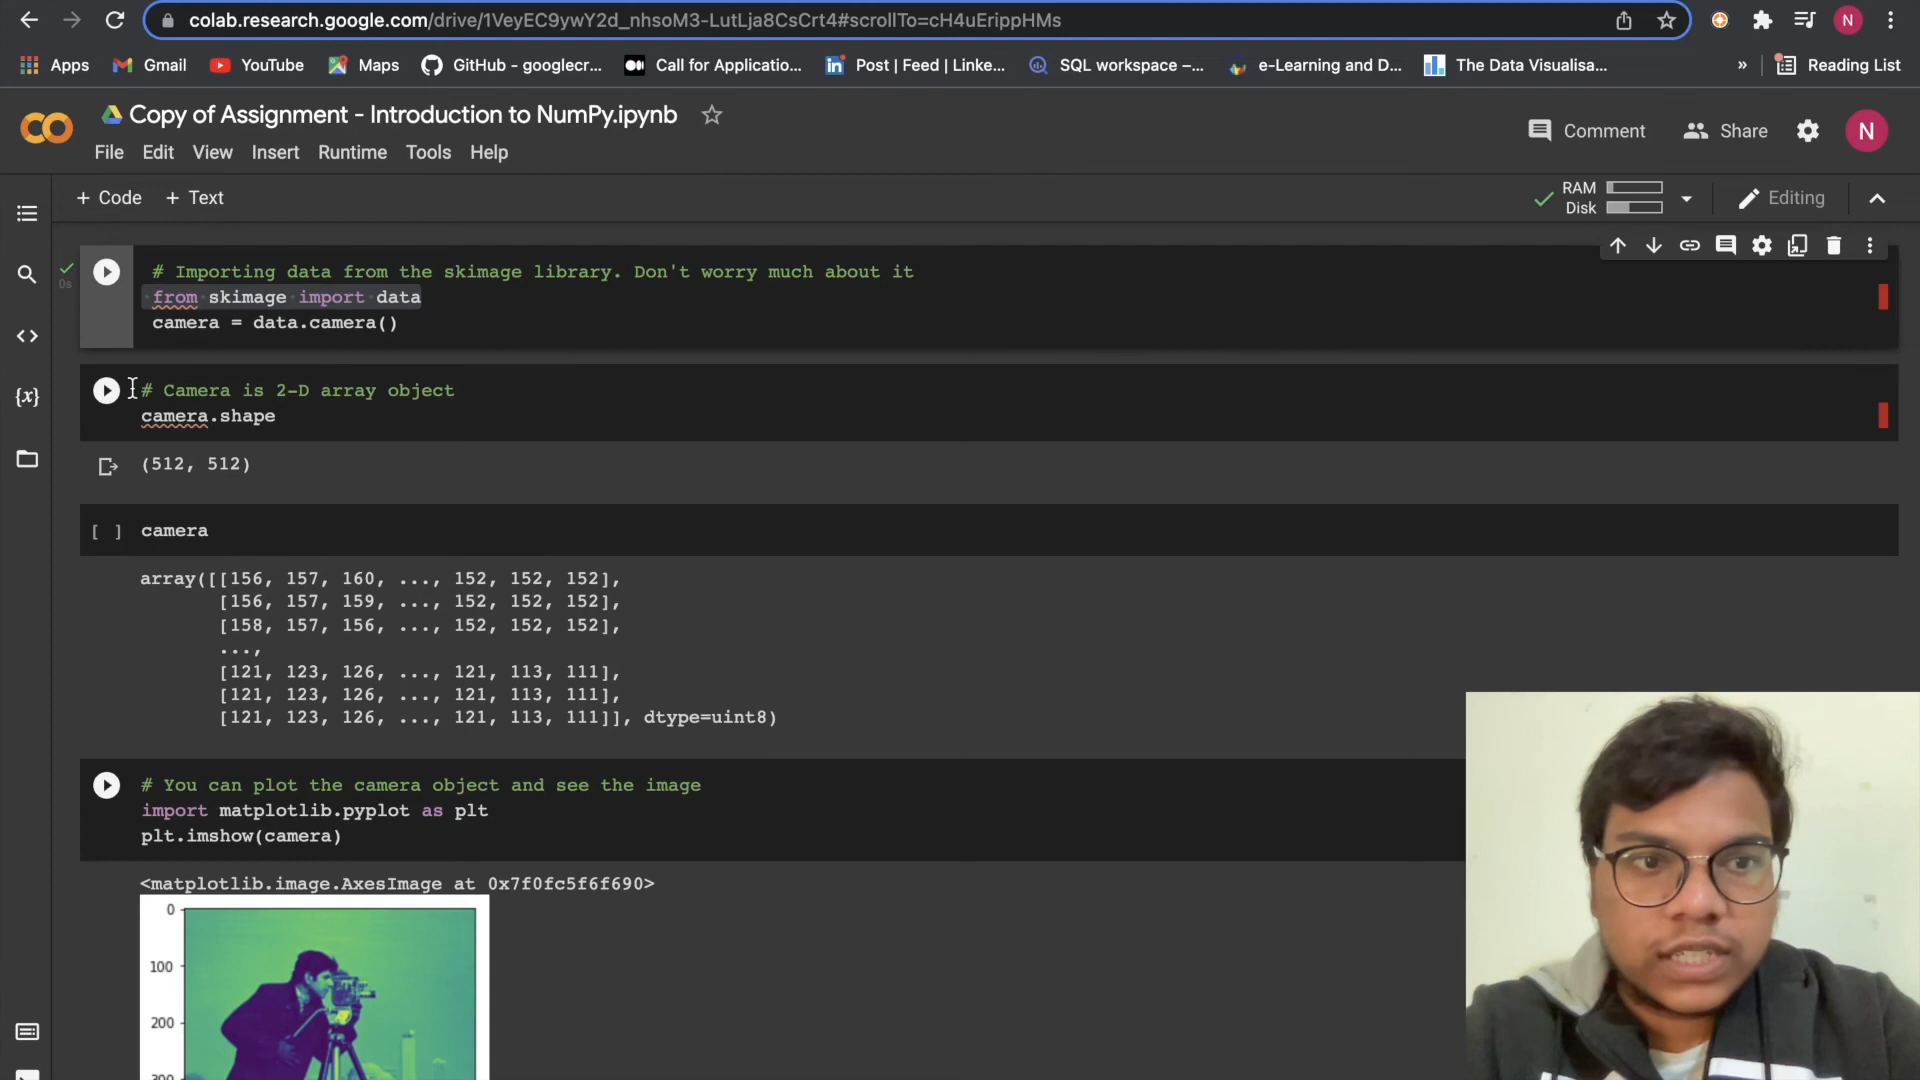 colab.research.google.com/drive/1VeyEC9ywY2d_nhsoM3-LutLja8CsCrt4#scrollTo=cH4uErippHMs
N
Apps
Gmail
YouTube
Maps
GitHub - googlecr...
Call for Applicatio...
Post | Feed | Linke...
SQL workspace –...
e-Learning and D...
The Data Visualisa...
»
Reading List
Copy of Assignment - Introduction to NumPy.ipynb
Comment
Share
N
File Edit View Insert Runtime Tools Help
+ Code + Text
RAM
Disk
Editing
0s
# Importing data from the skimage library. Don't worry much about it
from skimage import data
camera = data.camera()
# Camera is 2-D array object
camera.shape
(512, 512)
[ ] camera
array([[156, 157, 160, ..., 152, 152, 152],
[156, 157, 159, ..., 152, 152, 152],
[158, 157, 156, ..., 152, 152, 152],
...,
[121, 123, 126, ..., 121, 113, 111],
[121, 123, 126, ..., 121, 113, 111],
[121, 123, 126, ..., 121, 113, 111]], dtype=uint8)
# You can plot the camera object and see the image
import matplotlib.pyplot as plt
plt.imshow(camera)
<matplotlib.image.AxesImage at 0x7f0fc5f6f690>
0
100
200
300